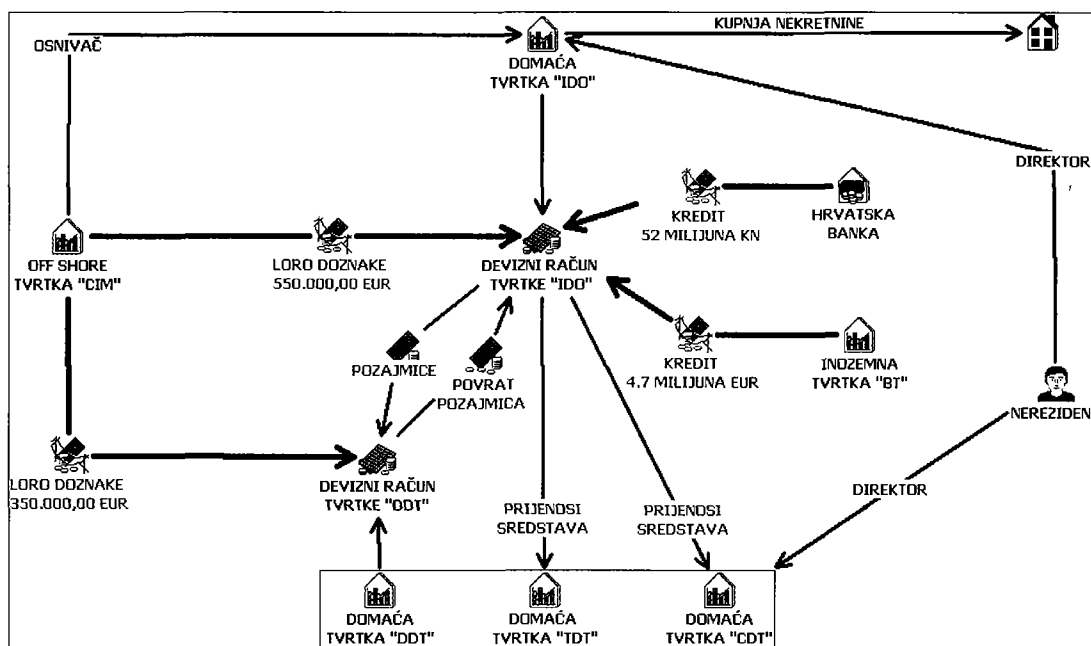 KUPNJA NEKRETNINE
OSNIVAČ
DOMAĆA
TVRTKA "IDO"
DIREKTOR
KREDIT
52 MILIJUNA KN
HRVATSKA
BANKA
OFF SHORE
TVRTKA "CIM"
LORO DOZNAKE
550.000,00 EUR
DEVIZNI RAČUN
TVRTKE "IDO"
POZAJMICE
POVRAT
POZAJMICA
KREDIT
4.7 MILIJUNA EUR
INOZEMNA
TVRTKA "BT"
NEREZIDEN
LORO DOZNAKE
350.000,00 EUR
DEVIZNI RAČUN
TVRTKE "DDT"
DIREKTOR
PRIJENOSI
SREDSTAVA
PRIJENOSI
SREDSTAVA
DOMAĆA
TVRTKA "DDT"
DOMAĆA
TVRTKA "TDT"
DOMAĆA
TVRTKA "CDT"